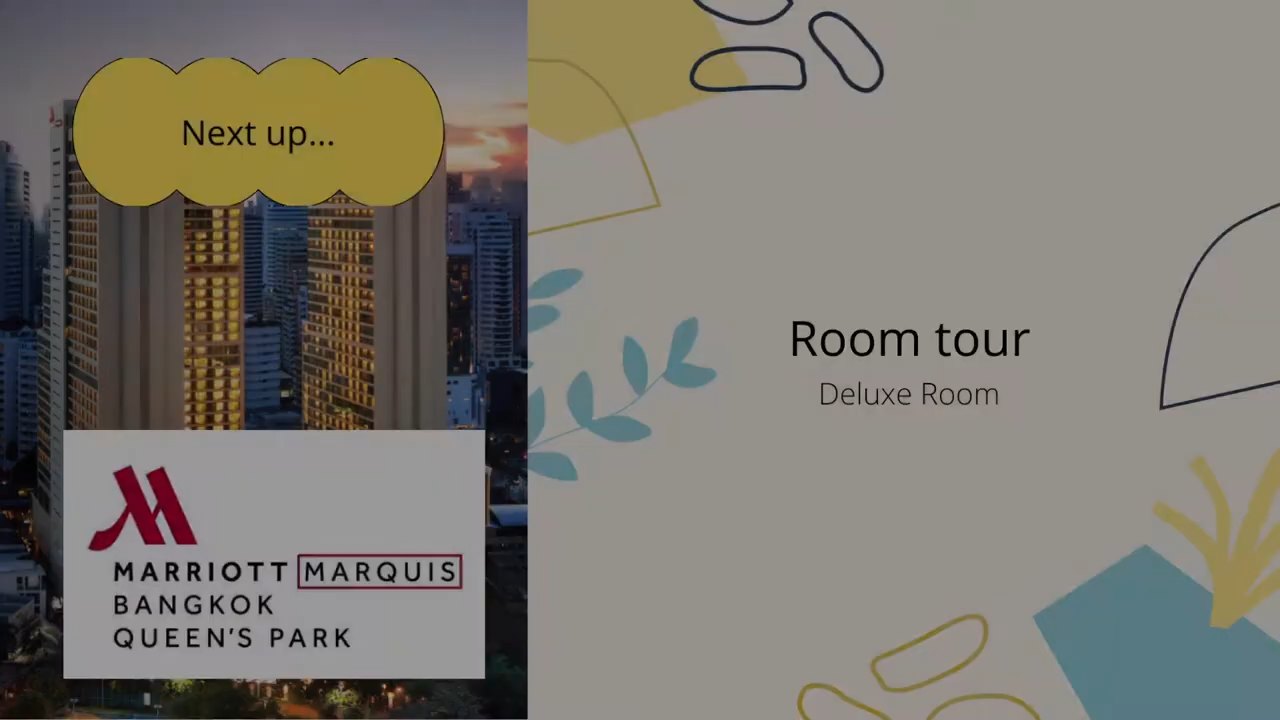 Next up...
MARRIOTT MARQUIS
BANGKOK
QUEEN'S PARK
Room tour
Deluxe Room